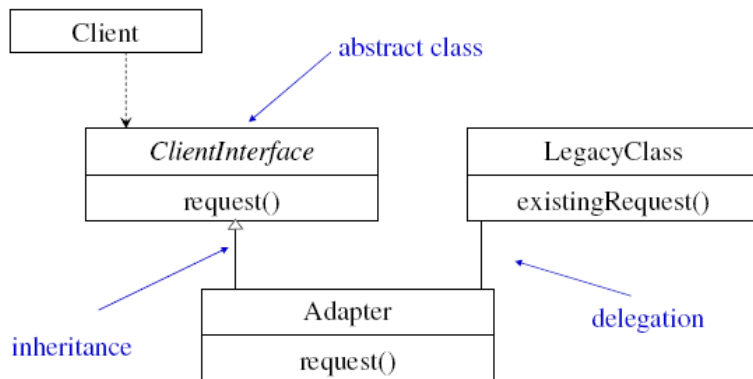 Client
abstract class
ClientInterface
LegacyClass
request()
existingRequest()
Adapter
inheritance
delegation
request()